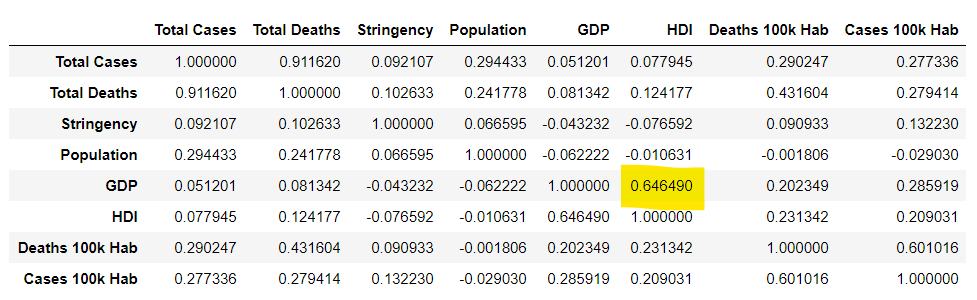 Total Cases Total Deaths Stringency Population GDP HDI Deaths 100k Hab Cases 100k Hab
Total Cases 1.000000 0.911620 0.092107 0.294433 0.051201 0.077945 0.290247 0.277336
Total Deaths 0.911620 1.000000 0.102633 0.241778 0.081342 0.124177 0.431604 0.279414
Stringency 0.092107 0.102633 1.000000 0.066595 -0.043232 -0.076592 0.090933 0.132230
Population 0.294433 0.241778 0.066595 1.000000 -0.062222 -0.010631 -0.001806 -0.029030
GDP 0.051201 0.081342 -0.043232 -0.062222 1.000000 0.646490 0.202349 0.285919
HDI 0.077945 0.124177 -0.076592 -0.010631 0.646490 1.000000 0.231342 0.209031
Deaths 100k Hab 0.290247 0.431604 0.090933 -0.001806 0.202349 0.231342 1.000000 0.601016
Cases 100k Hab 0.277336 0.279414 0.132230 -0.029030 0.285919 0.209031 0.601016 1.000000